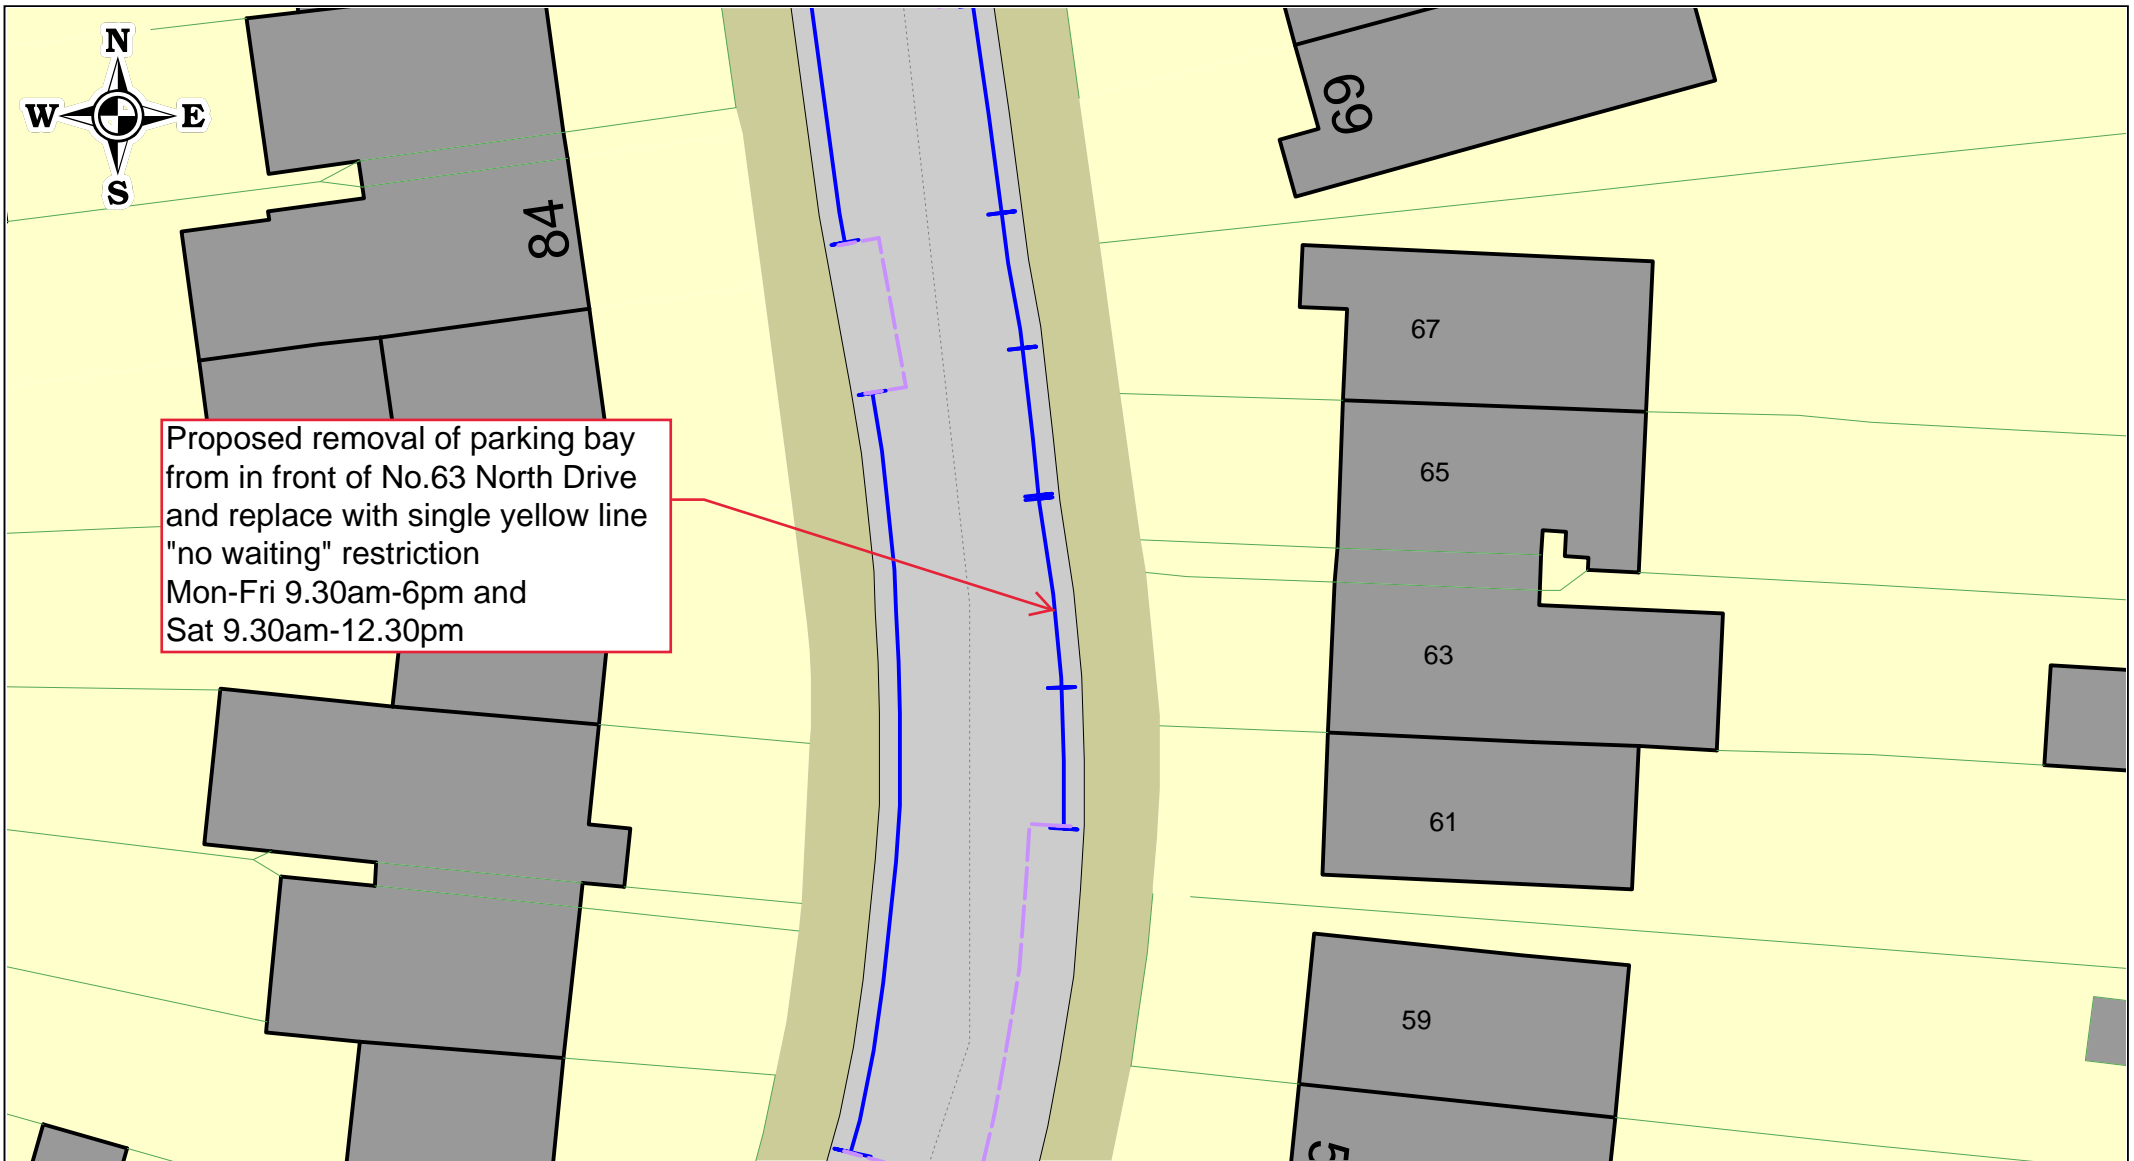 N
W E
S
69
84
67
Proposed removal of parking bay
from in front of No.63 North Drive
and replace with single yellow line
"no waiting" restriction
Mon-Fri 9.30am-6pm and
Sat 9.30am-12.30pm
65
63
61
59
5